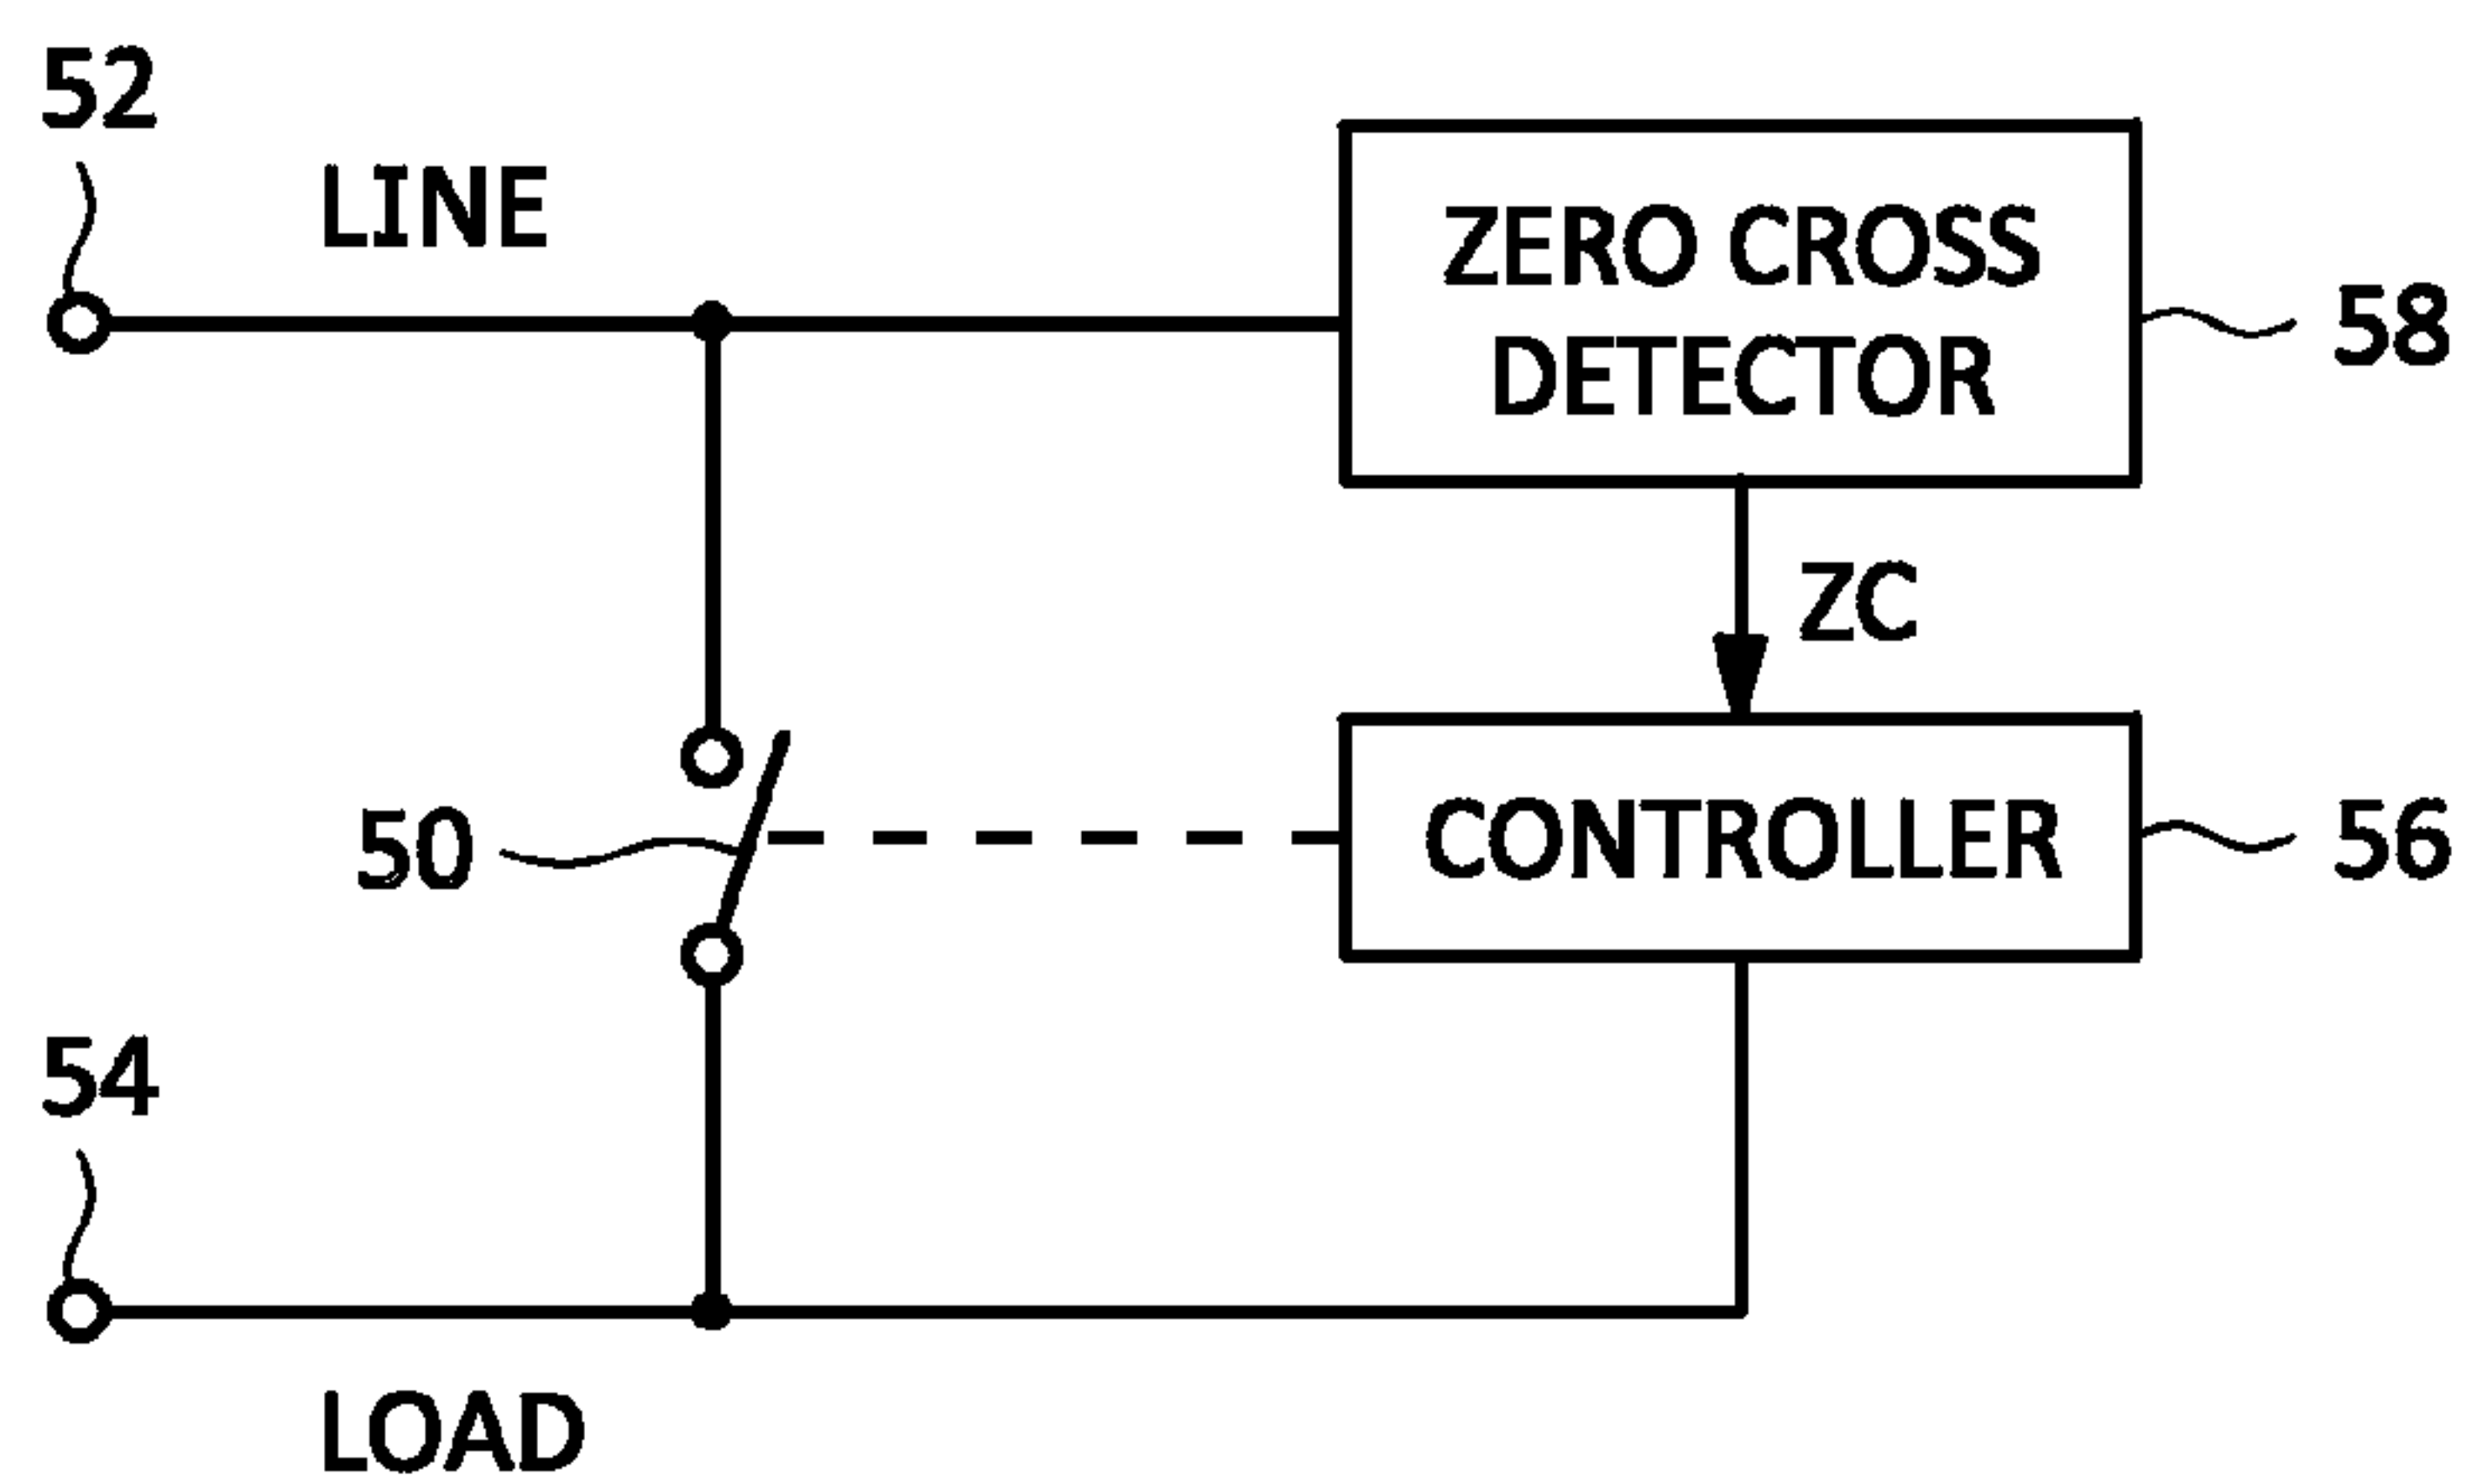 52
LINE
ZERO CROSS
DETECTOR
58
ZC
50
CONTROLLER
56
54
LOAD